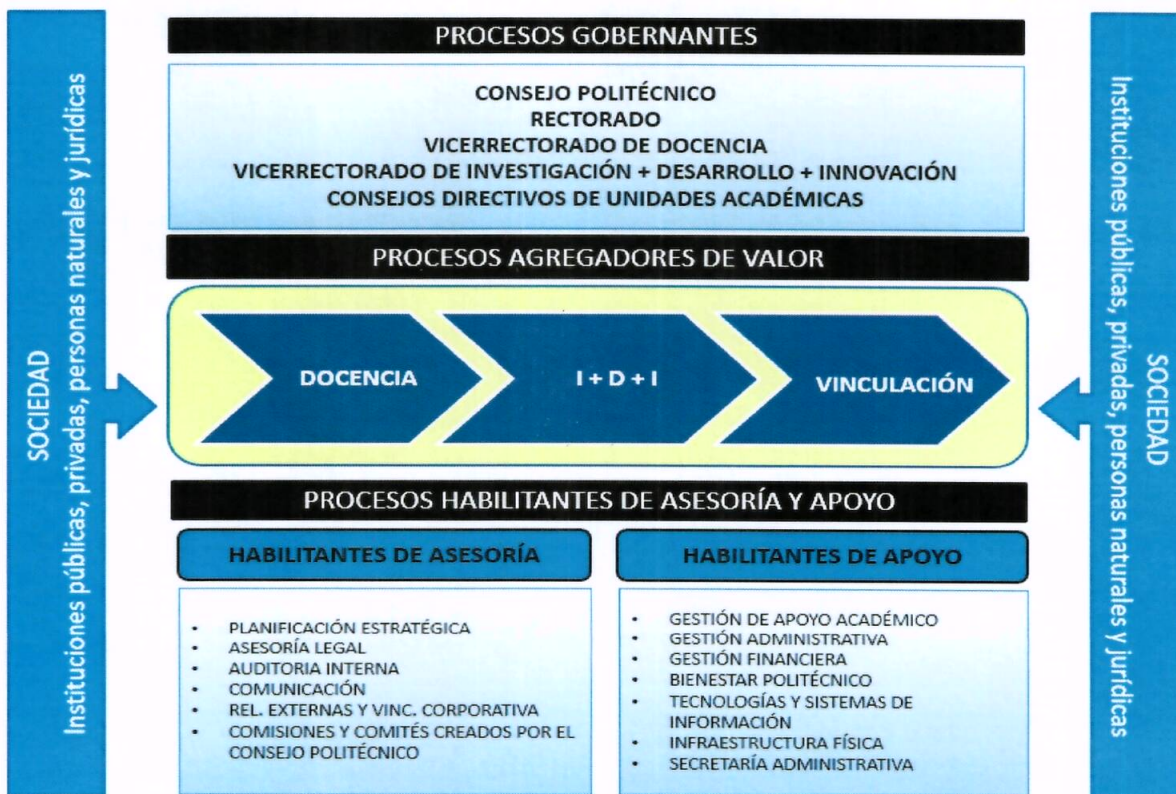 SOCIEDAD
Instituciones públicas, privadas, personas naturales y jurídicas
PROCESOS GOBERNANTES
CONSEJO POLITÉCNICO
RECTORADO
VICERRECTORADO DE DOCENCIA
VICERRECTORADO DE INVESTIGACIÓN + DESARROLLO + INNOVACIÓN
CONSEJOS DIRECTIVOS DE UNIDADES ACADÉMICAS
PROCESOS AGREGADORES DE VALOR
DOCENCIA
I + D + I
VINCULACIÓN
PROCESOS HABILITANTES DE ASESORÍA Y APOYO
HABILITANTES DE ASESORÍA
• PLANIFICACIÓN ESTRATÉGICA
• ASESORÍA LEGAL
• AUDITORIA INTERNA
• COMUNICACIÓN
• REL. EXTERNAS Y VINC. CORPORATIVA
• COMISIONES Y COMITÉS CREADOS POR EL
CONSEJO POLITÉCNICO
HABILITANTES DE APOYO
• GESTIÓN DE APOYO ACADÉMICO
• GESTIÓN ADMINISTRATIVA
• GESTIÓN FINANCIERA
• BIENESTAR POLITÉCNICO
• TECNOLOGÍAS Y SISTEMAS DE
INFORMACIÓN
• INFRAESTRUCTURA FÍSICA
• SECRETARÍA ADMINISTRATIVA
SOCIEDAD
Instituciones públicas, privadas, personas naturales y jurídicas